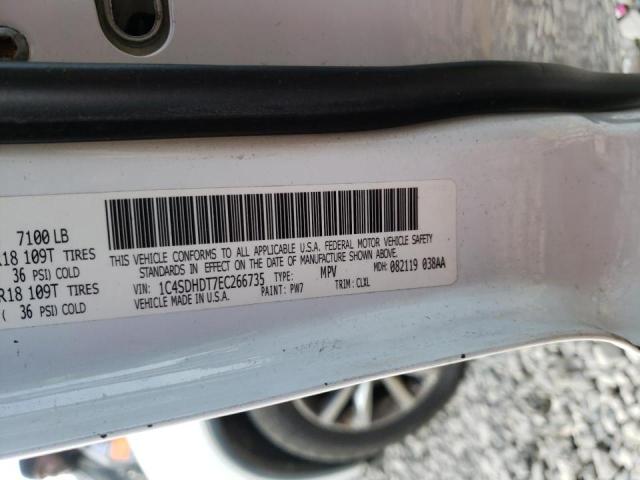 7100 LB
R18 109T TIRES
36 PSI) COLD
R18 109T TIRES
( 36 PSI) COLD
THIS VEHICLE CONFORMS TO ALL APPLICABLE U.S.A. FEDERAL MOTOR VEHICLE SAFETY
STANDARDS IN EFFECT ON THE DATE OF MANUFACTURE SHOWN ABOVE.
VIN: 1C4SDHDT7EC266735 TYPE: MPV MDH: 082119 038AA
MADE IN U.S.A. PAINT: PW7 TRIM: CLXL